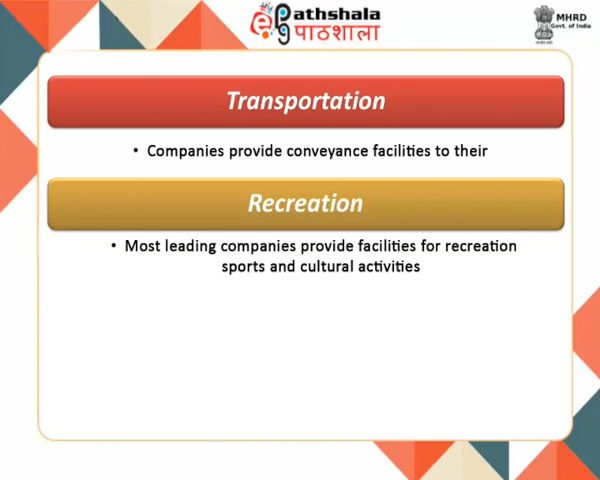 e-PG Pathshala
पाठशाला
MHRD
Govt. of India
Transportation
• Companies provide conveyance facilities to their
Recreation
• Most leading companies provide facilities for recreation
sports and cultural activities